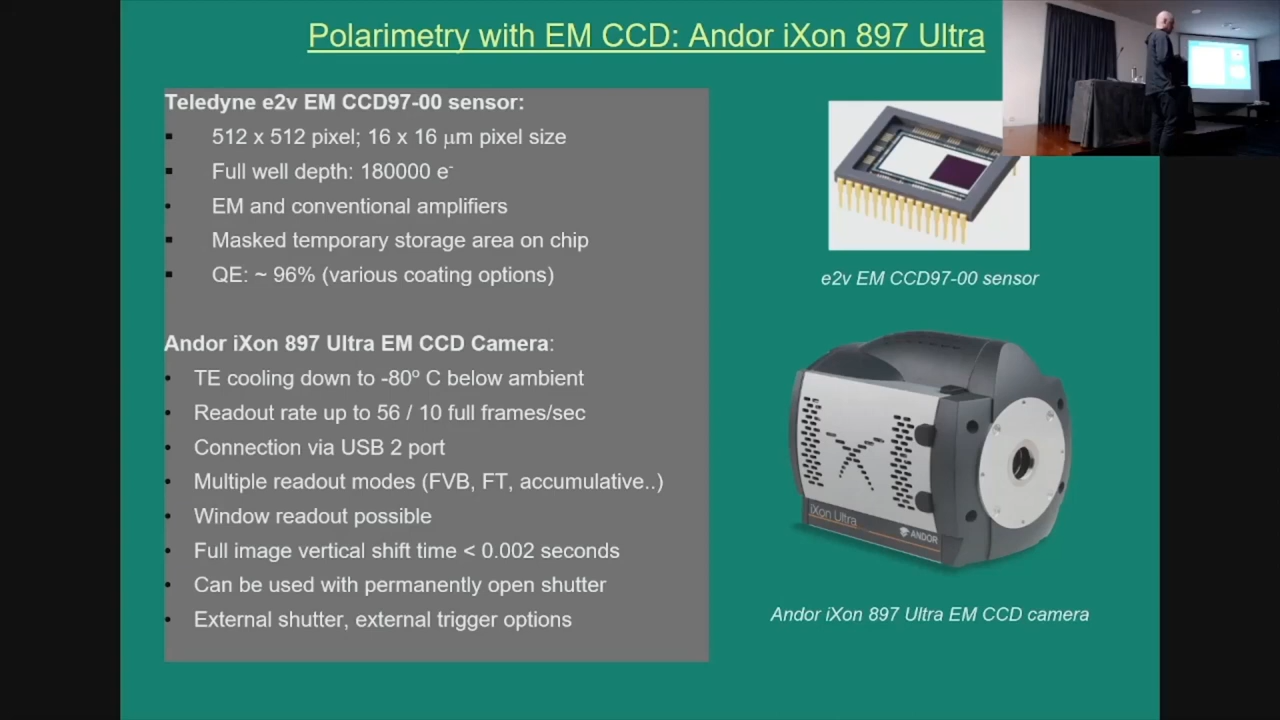 Polarimetry with EM CCD: Andor iXon 897 Ultra
Teledyne e2v EM CCD97-00 sensor:
512 x 512 pixel; 16 x 16 μm pixel size
Full well depth: 180000 e⁻
EM and conventional amplifiers
Masked temporary storage area on chip
QE: ~ 96% (various coating options)
Andor iXon 897 Ultra EM CCD Camera:
TE cooling down to -80º C below ambient
Readout rate up to 56 / 10 full frames/sec
Connection via USB 2 port
Multiple readout modes (FVB, FT, accumulative..)
Window readout possible
Full image vertical shift time < 0.002 seconds
Can be used with permanently open shutter
External shutter, external trigger options
e2v EM CCD97-00 sensor
iXon Ultra
ANDOR
Andor iXon 897 Ultra EM CCD camera